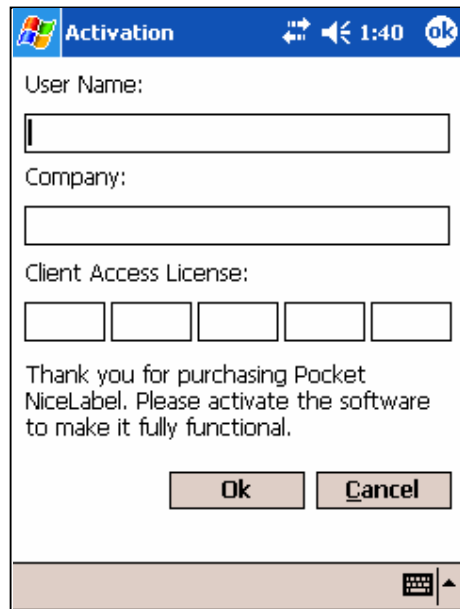 Activation 1:40 ok
User Name:
Company:
Client Access License:
Thank you for purchasing Pocket
NiceLabel. Please activate the software
to make it fully functional.
Ok Cancel